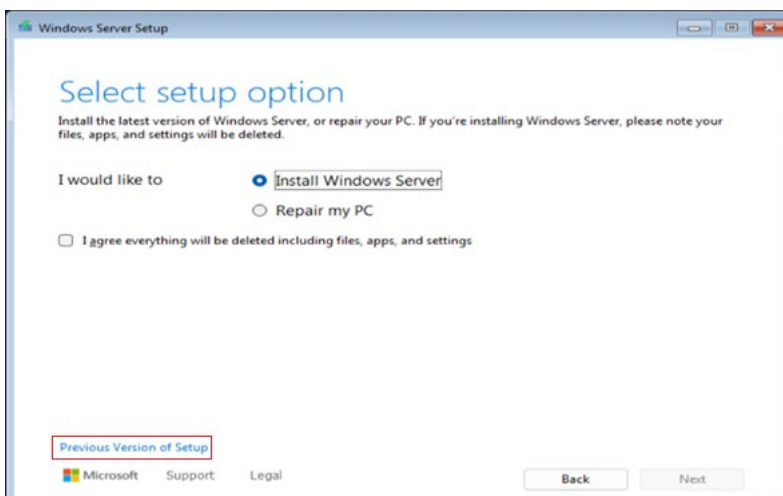 Windows Server Setup
Select setup option
Install the latest version of Windows Server, or repair your PC. If you're installing Windows Server, please note your
files, apps, and settings will be deleted.
I would like to
Install Windows Server
Repair my PC
I agree everything will be deleted including files, apps, and settings
Previous Version of Setup
Microsoft Support Legal
Back Next